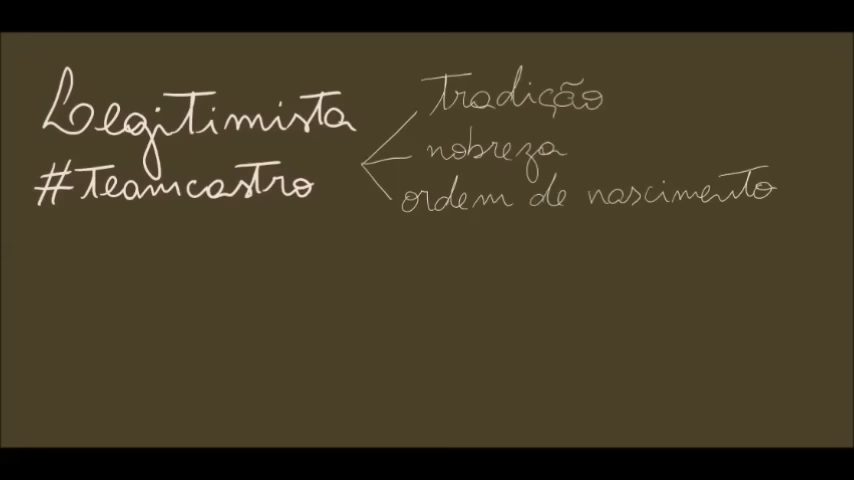 Legitimista
#teamcastro
tradição
nobreza
ordem de nascimento